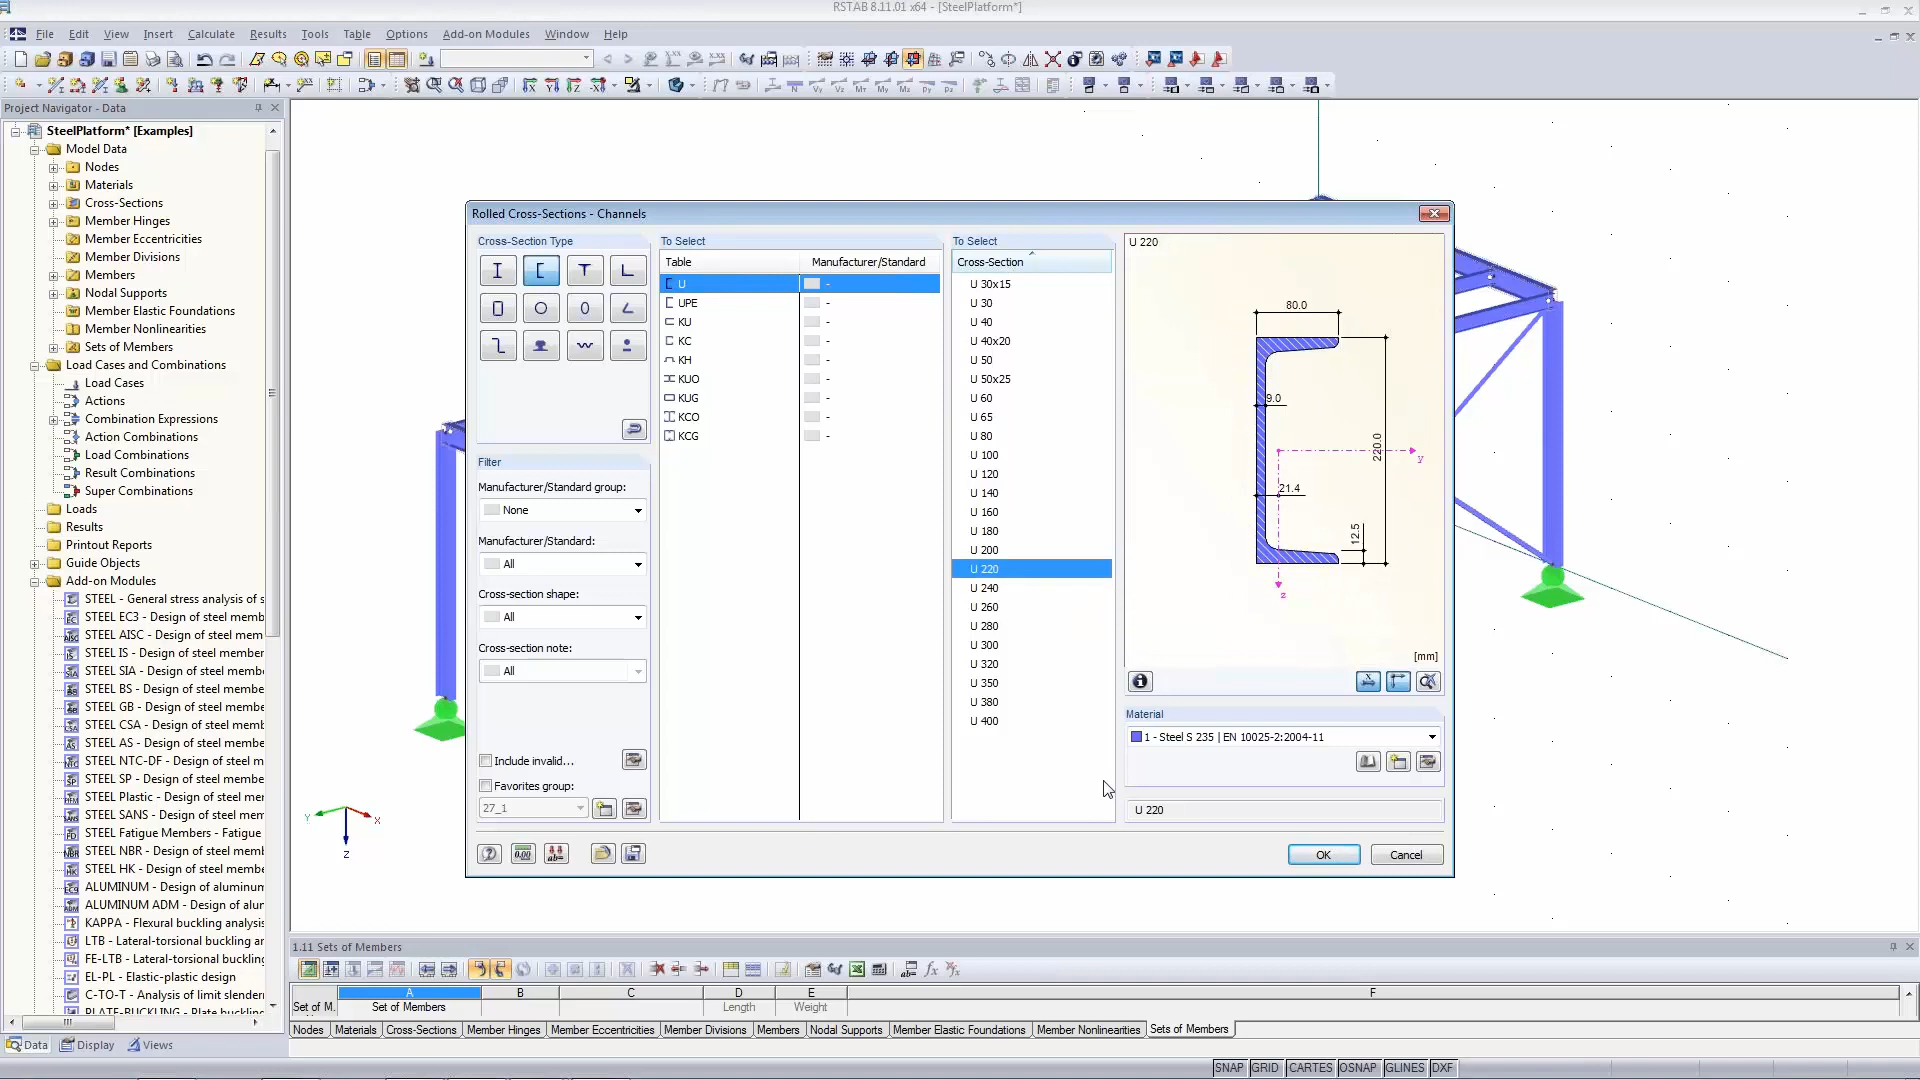 RSTAB 8.11.01 x64 - [SteelPlatform*]
File Edit View Insert Calculate Results Tools Table Options Add-on Modules Window Help
Project Navigator - Data
SteelPlatform* [Examples]
Model Data
Nodes
Materials
Cross-Sections
Member Hinges
Member Eccentricities
Member Divisions
Members
Nodal Supports
Member Elastic Foundations
Member Nonlinearities
Sets of Members
Load Cases and Combinations
Load Cases
Actions
Combination Expressions
Action Combinations
Load Combinations
Result Combinations
Super Combinations
Loads
Results
Printout Reports
Guide Objects
Add-on Modules
STEEL - General stress analysis of s
STEEL EC3 - Design of steel memb
STEEL AISC - Design of steel mem
STEEL IS - Design of steel member
STEEL SIA - Design of steel membe
STEEL BS - Design of steel membe
STEEL GB - Design of steel membe
STEEL CSA - Design of steel memb
STEEL AS - Design of steel membe
STEEL NTC-DF - Design of steel me
STEEL SP - Design of steel membe
STEEL Plastic - Design of steel mem
STEEL SANS - Design of steel mem
STEEL Fatigue Members - Fatigue
STEEL NBR - Design of steel memb
STEEL HK - Design of steel membe
ALUMINUM - Design of aluminum
ALUMINUM ADM - Design of alum
KAPPA - Flexural buckling analysis
LTB - Lateral-torsional buckling ar
FE-LTB - Lateral-torsional buckling
EL-PL - Elastic-plastic design
C-TO-T - Analysis of limit slender
PLATE-BUCKLING - Plate buckling
Data Display Views
Rolled Cross-Sections - Channels
Cross-Section Type
Filter
Manufacturer/Standard group:
None
Manufacturer/Standard:
All
Cross-section shape:
All
Cross-section note:
All
Include invalid...
Favorites group:
27_1
To Select
Table Manufacturer/Standard
U -
UPE -
KU -
KC -
KH -
KUO -
KUG -
KCO -
KCG -
To Select
Cross-Section
U 30x15
U 30
U 40
U 40x20
U 50
U 50x25
U 60
U 65
U 80
U 100
U 120
U 140
U 160
U 180
U 200
U 220
U 240
U 260
U 280
U 300
U 320
U 350
U 380
U 400
U 220
80.0
9.0
220.0
y
21.4
12.5
z
[mm]
Material
1 - Steel S 235 | EN 10025-2:2004-11
U 220
OK Cancel
Y X
Z
1.11 Sets of Members
A B C D E F
Set of M. Set of Members Length Weight
Nodes Materials Cross-Sections Member Hinges Member Eccentricities Member Divisions Members Nodal Supports Member Elastic Foundations Member Nonlinearities Sets of Members
SNAP GRID CARTES OSNAP GLINES DXF